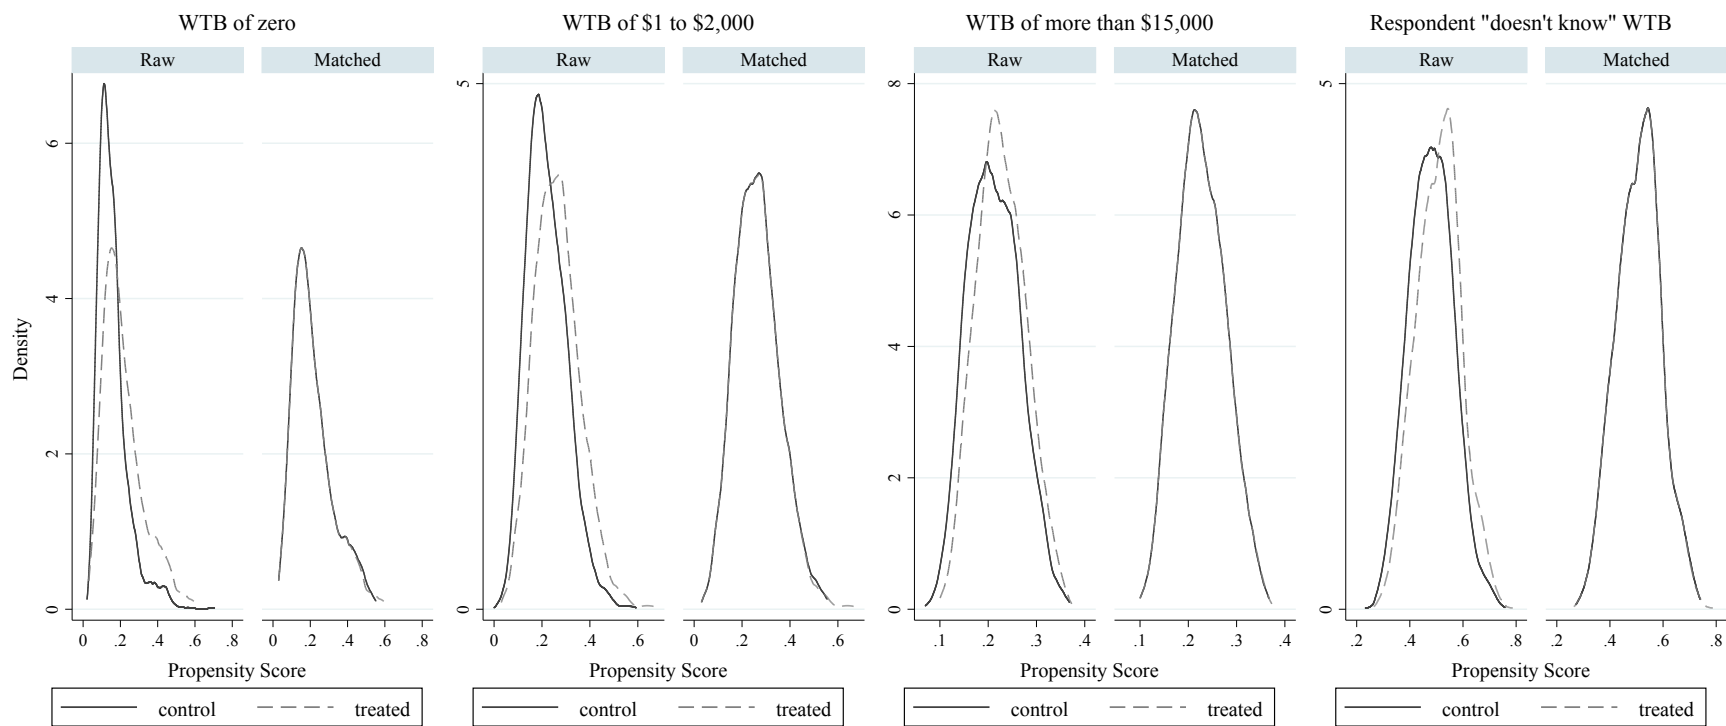 WTB of zero
WTB of $1 to $2,000
WTB of more than $15,000
Respondent "doesn't know" WTB
Raw
Matched
Raw
Matched
Raw
Matched
Raw
Matched
Density
0
2
4
6
0
5
0
2
4
6
8
0
5
0 .2 .4 .6 .8
0 .2 .4 .6 .8
0 .2 .4 .6
0 .2 .4 .6
.1 .2 .3 .4
.1 .2 .3 .4
.2 .4 .6 .8
.2 .4 .6 .8
Propensity Score
Propensity Score
Propensity Score
Propensity Score
control treated
control treated
control treated
control treated